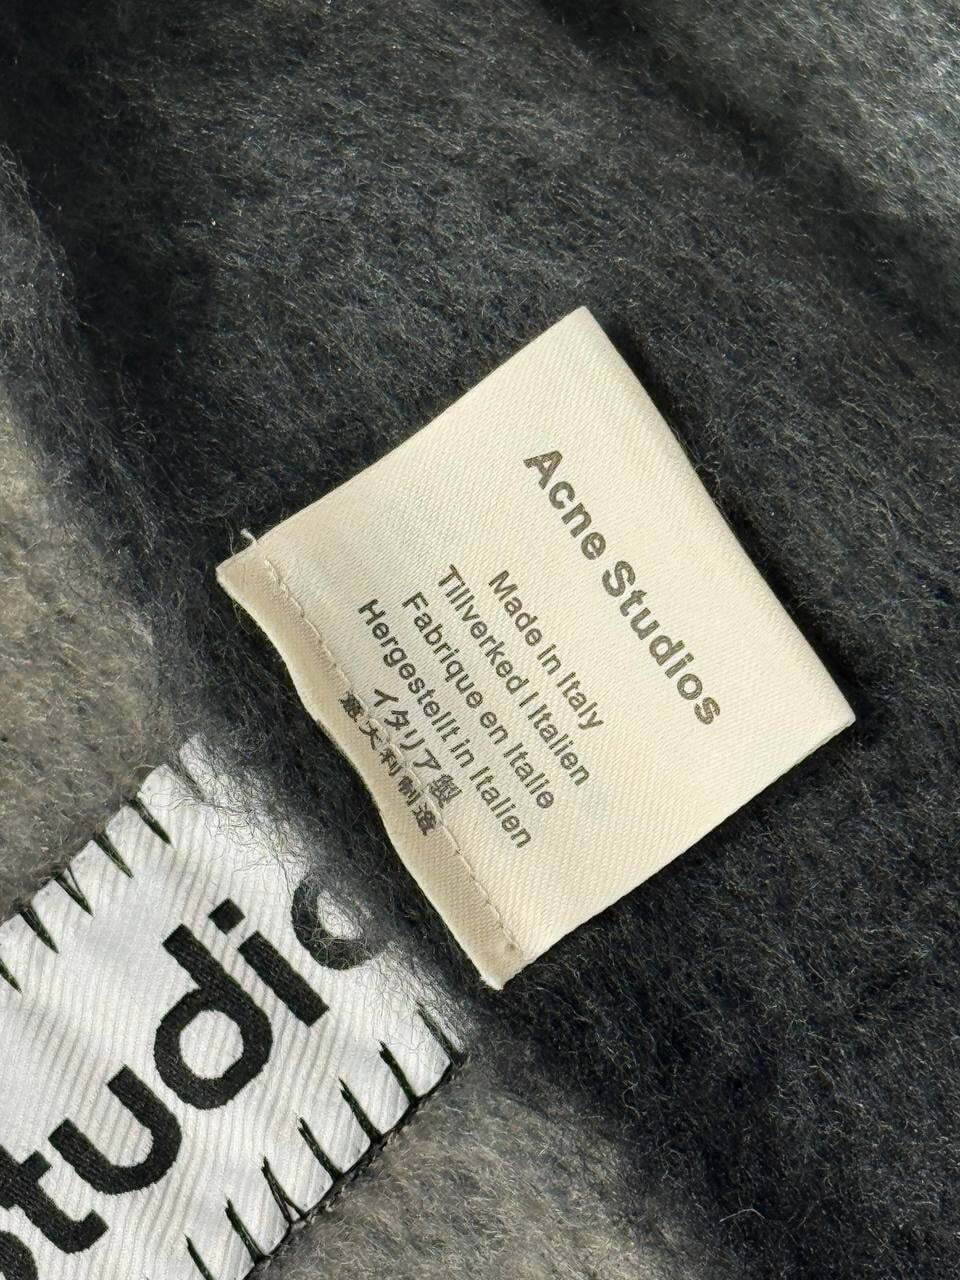 Acne Studios
Made In Italy
Tillverked I Italien
Fabrique en Italie
Hergestellt in Italien
イタリア製
意大利制造
Studio